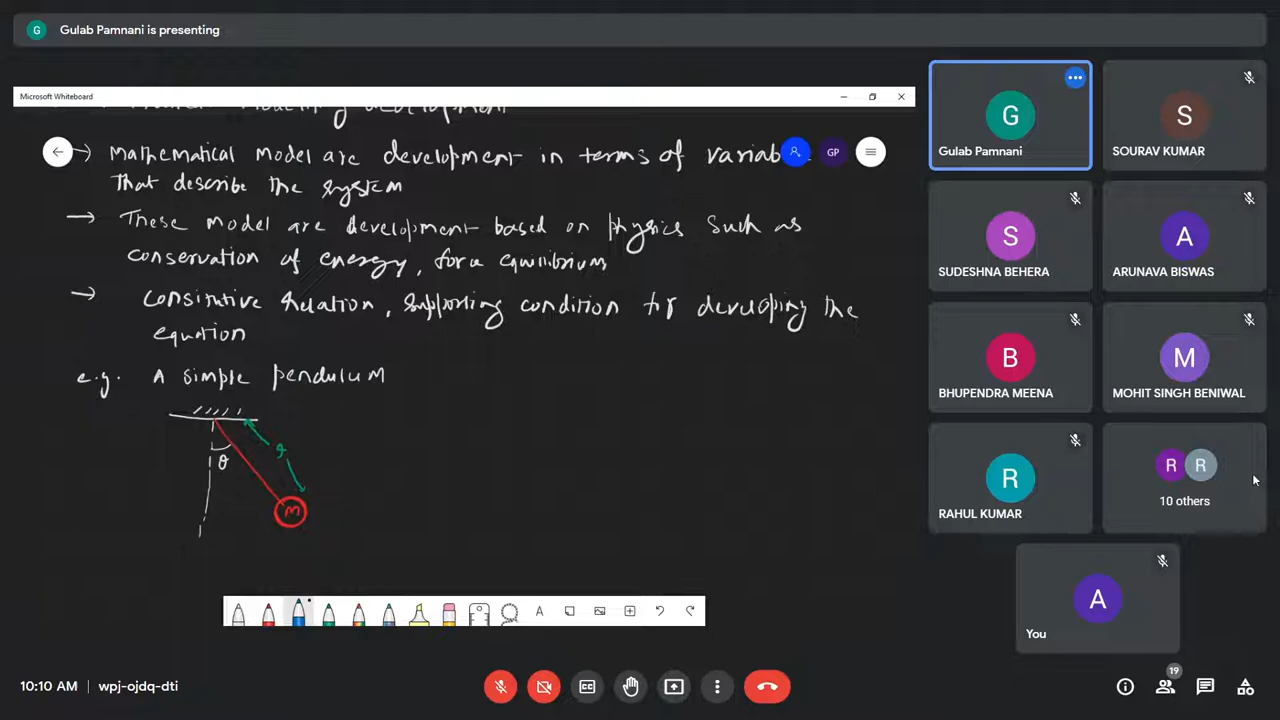 G Gulab Pamnani is presenting
Microsoft Whiteboard
development
→ Mathematical Model are development in terms of variab
GP
that describe the system
→ These model are development based on physics such as
conservation of energy, for a equilibrium
→ Consitutive relation, supporting condition for developing the
equation
e.g. A simple pendulum
θ
M
A
G
Gulab Pamnani
S
SOURAV KUMAR
S
SUDESHNA BEHERA
A
ARUNAVA BISWAS
B
BHUPENDRA MEENA
M
MOHIT SINGH BENIWAL
R
RAHUL KUMAR
R R
10 others
A
You
10:10 AM | wpj-ojdq-dti
19